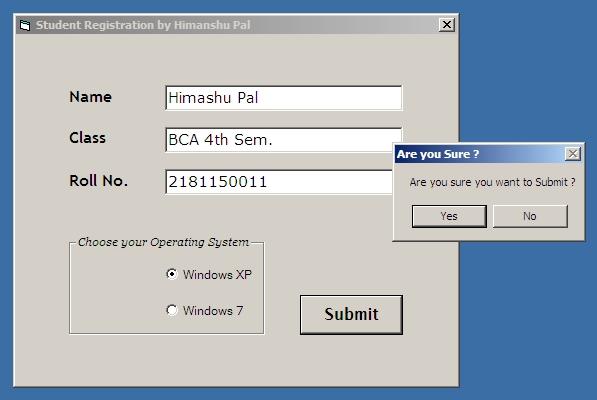 Student Registration by Himanshu Pal
Name
Himashu Pal
Class
BCA 4th Sem.
Roll No.
2181150011
Choose your Operating System
Windows XP
Windows 7
Submit
Are you Sure ?
Are you sure you want to Submit ?
Yes
No